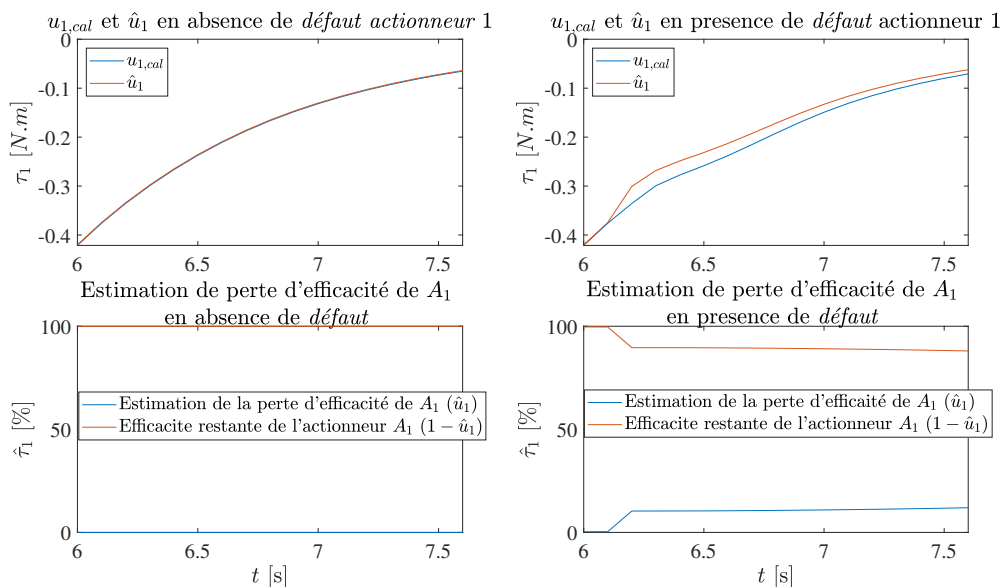 u1,cal et û1 en absence de défaut actionneur 1
0
-0.1
-0.2
-0.3
-0.4
τ1 [N.m]
u1,cal
û1
6
6.5
7
7.5
u1,cal et û1 en presence de défaut actionneur 1
0
-0.1
-0.2
-0.3
-0.4
τ1 [N.m]
u1,cal
û1
6
6.5
7
7.5
Estimation de perte d'efficacité de A1
en absence de défaut
100
50
0
τ̂1 [%]
Estimation de la perte d'efficacité de A1 (û1)
Efficacite restante de l'actionneur A1 (1 − û1)
6
6.5
7
7.5
t [s]
Estimation de perte d'efficacité de A1
en presence de défaut
100
50
0
τ̂1 [%]
Estimation de la perte d'efficaité de A1 (û1)
Efficacite restante de l'actionneur A1 (1 − û1)
6
6.5
7
7.5
t [s]